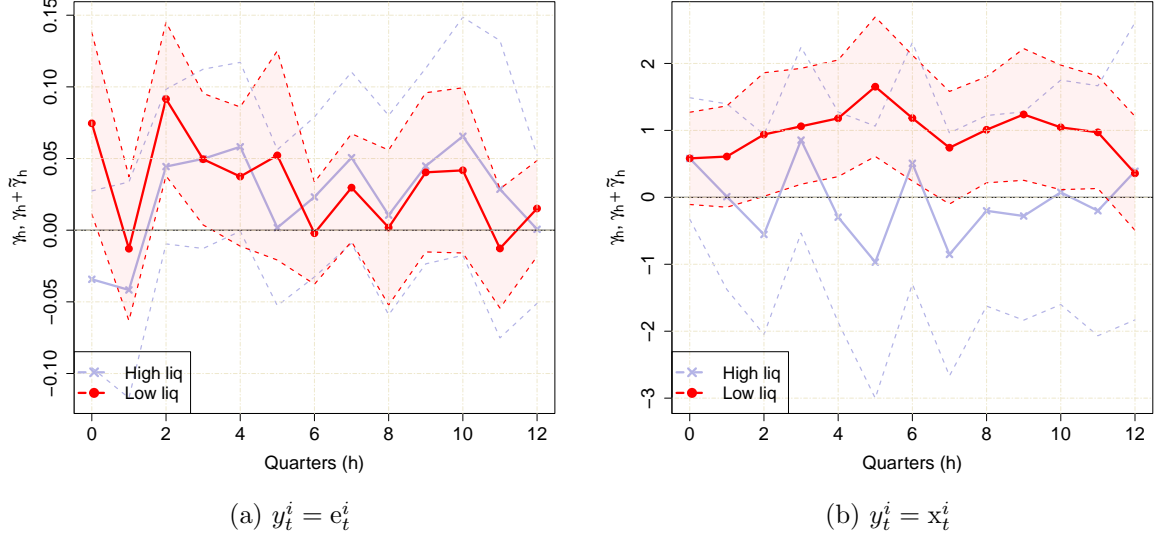 0.15
0.10
0.05
0.00
−0.05
−0.10
γₕ, γₕ+ γ̃ₕ
High liq
Low liq
0 2 4 6 8 10 12
Quarters (h)
(a) yₜⁱ = eₜⁱ
2
1
0
−1
−2
−3
γₕ, γₕ+ γ̃ₕ
High liq
Low liq
0 2 4 6 8 10 12
Quarters (h)
(b) yₜⁱ = xₜⁱ